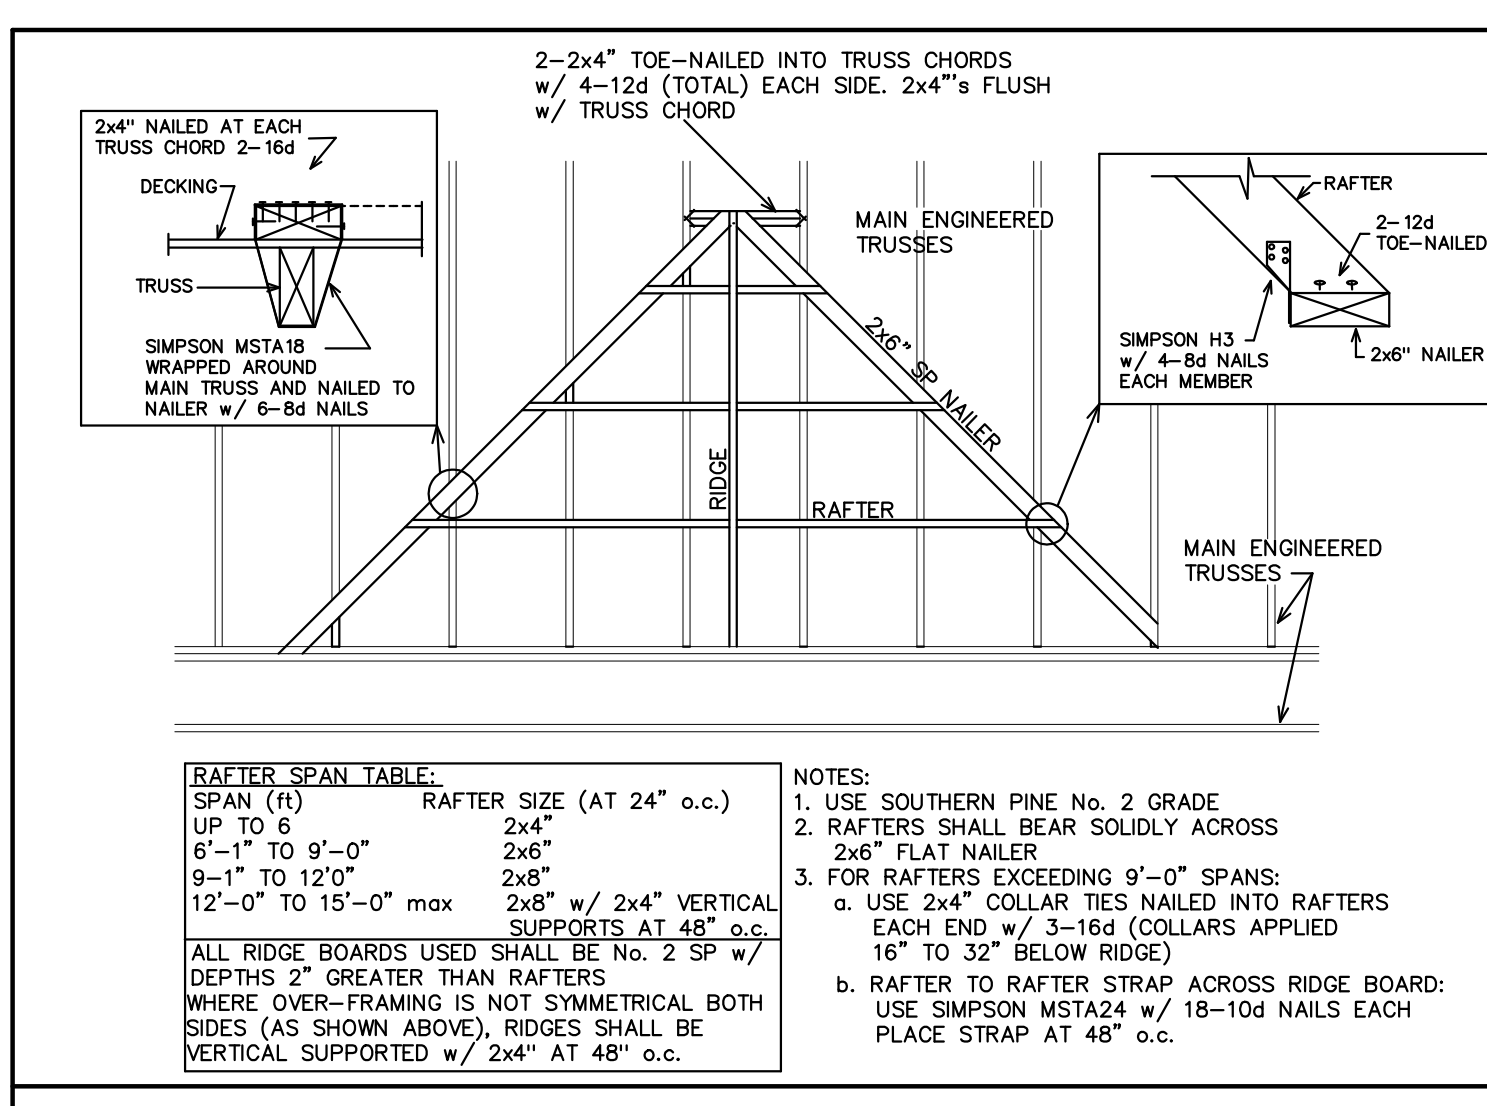 2-2x4” TOE-NAILED INTO TRUSS CHORDS
w/ 4-12d (TOTAL) EACH SIDE. 2x4”'s FLUSH
w/ TRUSS CHORD
2x4" NAILED AT EACH
TRUSS CHORD 2-16d
DECKING
TRUSS
SIMPSON MSTA18
WRAPPED AROUND
MAIN TRUSS AND NAILED TO
NAILER w/ 6-8d NAILS
MAIN ENGINEERED
TRUSSES
RAFTER
2-12d
TOE-NAILED
SIMPSON H3
w/ 4-8d NAILS
EACH MEMBER
2x6" NAILER
2x6” SP NAILER
RIDGE
RAFTER
MAIN ENGINEERED
TRUSSES
RAFTER SPAN TABLE:
SPAN (ft) RAFTER SIZE (AT 24” o.c.)
UP TO 6 2x4”
6'-1” TO 9'-0” 2x6”
9-1” TO 12'0” 2x8”
12'-0” TO 15'-0” max 2x8” w/ 2x4” VERTICAL
SUPPORTS AT 48” o.c.
ALL RIDGE BOARDS USED SHALL BE No. 2 SP w/
DEPTHS 2” GREATER THAN RAFTERS
WHERE OVER-FRAMING IS NOT SYMMETRICAL BOTH
SIDES (AS SHOWN ABOVE), RIDGES SHALL BE
VERTICAL SUPPORTED w/ 2x4" AT 48" o.c.
NOTES:
1. USE SOUTHERN PINE No. 2 GRADE
2. RAFTERS SHALL BEAR SOLIDLY ACROSS
2x6” FLAT NAILER
3. FOR RAFTERS EXCEEDING 9'-0” SPANS:
a. USE 2x4” COLLAR TIES NAILED INTO RAFTERS
EACH END w/ 3-16d (COLLARS APPLIED
16” TO 32” BELOW RIDGE)
b. RAFTER TO RAFTER STRAP ACROSS RIDGE BOARD:
USE SIMPSON MSTA24 w/ 18-10d NAILS EACH
PLACE STRAP AT 48” o.c.